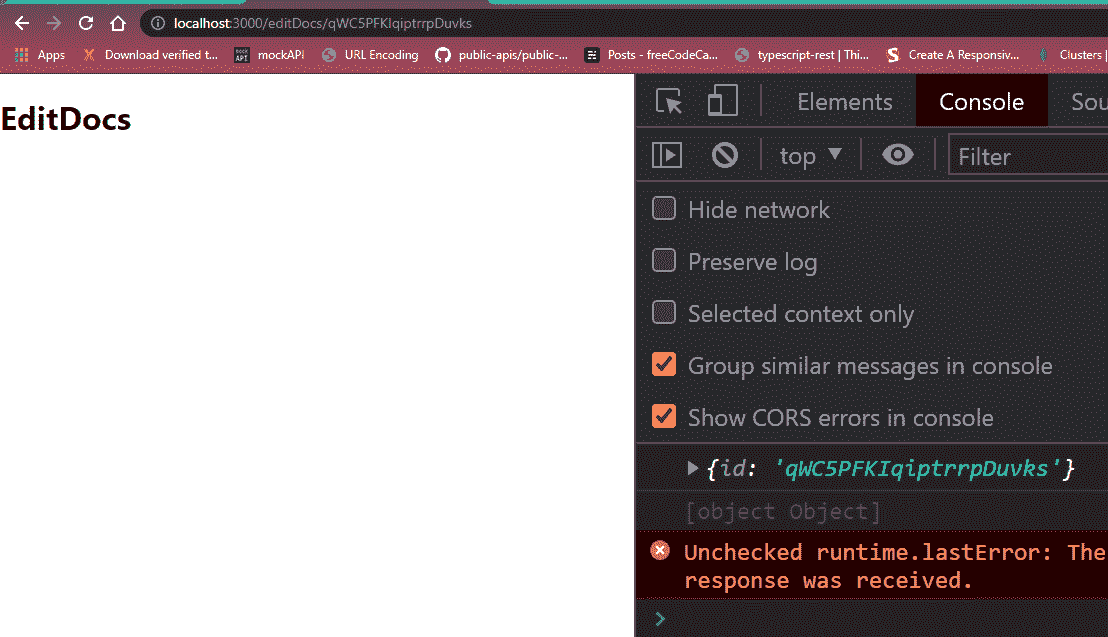 localhost:3000/editDocs/qWC5PFKIqiptrrpDuvks
Apps Download verified t... mockAPI URL Encoding public-apis/public-... Posts - freeCodeCa... typescript-rest | Thi... Create A Responsiv... Clusters |
EditDocs
Elements Console Sou
top Filter
Hide network
Preserve log
Selected context only
Group similar messages in console
Show CORS errors in console
{id: 'qWC5PFKIqiptrrpDuvks'}
[object Object]
Unchecked runtime.lastError: The
response was received.